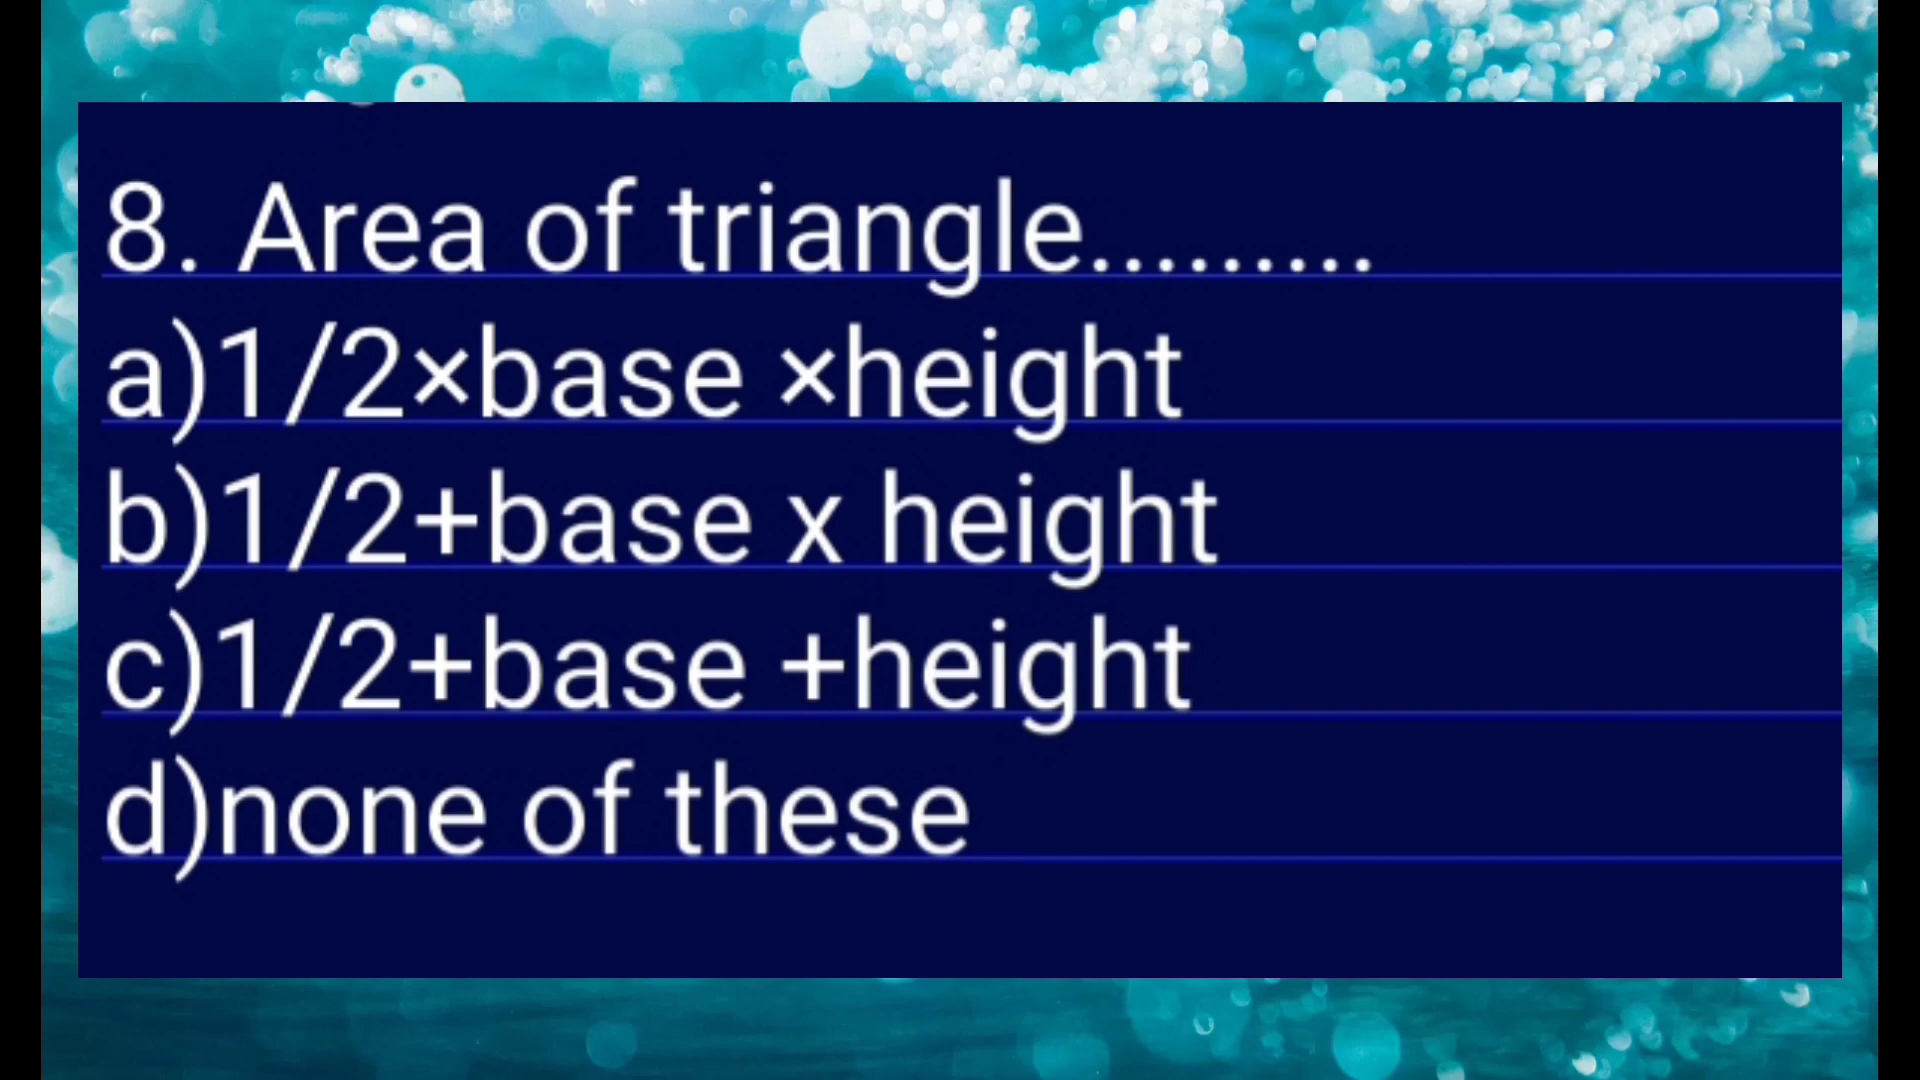 8. Area of triangle.........
a)1/2×base ×height
b)1/2+base x height
c)1/2+base +height
d)none of these